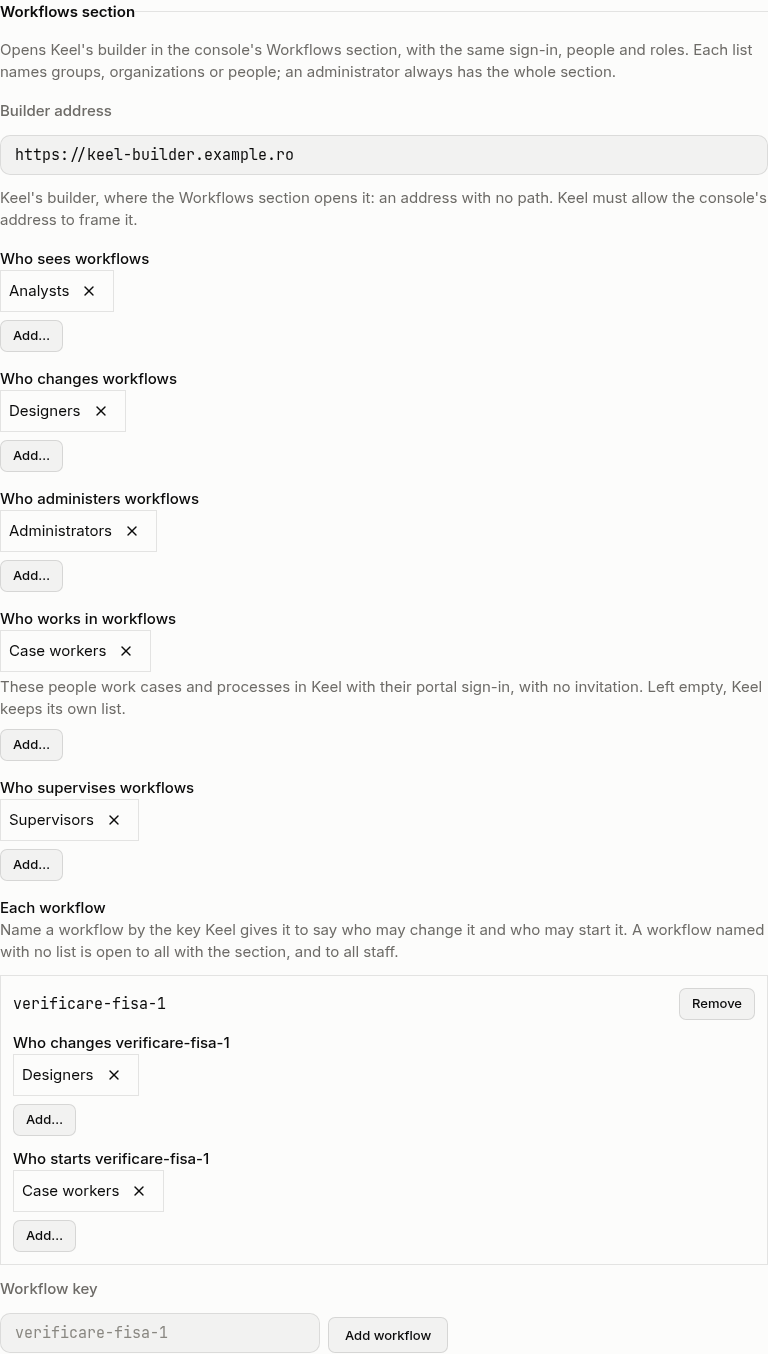 Workflows section
Opens Keel's builder in the console's Workflows section, with the same sign-in, people and roles. Each list
names groups, organizations or people; an administrator always has the whole section.
Builder address
https://keel-builder.example.ro
Keel's builder, where the Workflows section opens it: an address with no path. Keel must allow the console's
address to frame it.
Who sees workflows
Analysts ×
Add...
Who changes workflows
Designers ×
Add...
Who administers workflows
Administrators ×
Add...
Who works in workflows
Case workers ×
These people work cases and processes in Keel with their portal sign-in, with no invitation. Left empty, Keel
keeps its own list.
Add...
Who supervises workflows
Supervisors ×
Add...
Each workflow
Name a workflow by the key Keel gives it to say who may change it and who may start it. A workflow named
with no list is open to all with the section, and to all staff.
verificare-fisa-1 Remove
Who changes verificare-fisa-1
Designers ×
Add...
Who starts verificare-fisa-1
Case workers ×
Add...
Workflow key
verificare-fisa-1 Add workflow